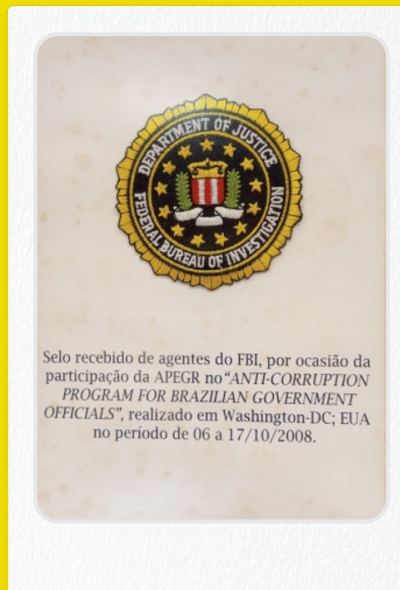 DEPARTMENT OF JUSTICE
FEDERAL BUREAU OF INVESTIGATION
Selo recebido de agentes do FBI, por ocasião da
participação da APEGR no "ANTI-CORRUPTION
PROGRAM FOR BRAZILIAN GOVERNMENT
OFFICIALS", realizado em Washington-DC; EUA
no período de 06 a 17/10/2008.